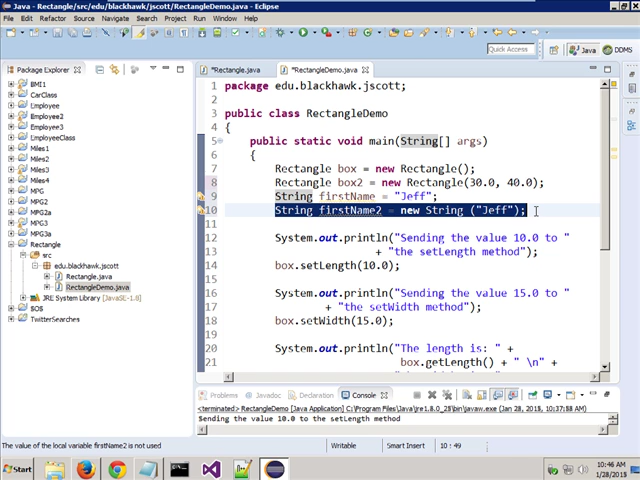 Java - Rectangle/src/edu/blackhawk/jscott/RectangleDemo.java - Eclipse
File Edit Refactor Source Navigate Search Project Run Window Help
Quick Access
Java
DDMS
Package Explorer
BMI1
CarClass
Employee
Employee2
Employee3
EmployeeClass
Miles1
Miles2
Miles3
Miles4
MPG
MPG2
MPG2a
MPG3
Rectangle
src
edu.blackhawk.jscott
Rectangle.java
RectangleDemo.java
JRE System Library [JavaSE-1.8]
SOS
TwitterSearches
*Rectangle.java
*RectangleDemo.java
1 package edu.blackhawk.jscott;
2
3 public class RectangleDemo
4 {
5 public static void main(String[] args)
6 {
7 Rectangle box = new Rectangle();
8 Rectangle box2 = new Rectangle(30.0, 40.0);
9 String firstName = "Jeff";
10 String firstName2 = new String ("Jeff");
11
12 System.out.println("Sending the value 10.0 to "
13 + "the setLength method");
14 box.setLength(10.0);
15
16 System.out.println("Sending the value 15.0 to "
17 + "the setWidth method");
18 box.setWidth(15.0);
19
20 System.out.println("The length is: " +
21 box.getLength() + " \n" +
Problems Javadoc Declaration Console
<terminated> RectangleDemo [Java Application] C:\Program Files\Java\jre1.8.0_25\bin\javaw.exe (Jan 28, 2015, 10:37:58 AM)
Sending the value 10.0 to the setLength method
The value of the local variable firstName2 is not used
Writable
Smart Insert
10 : 49
Start
10:46 AM